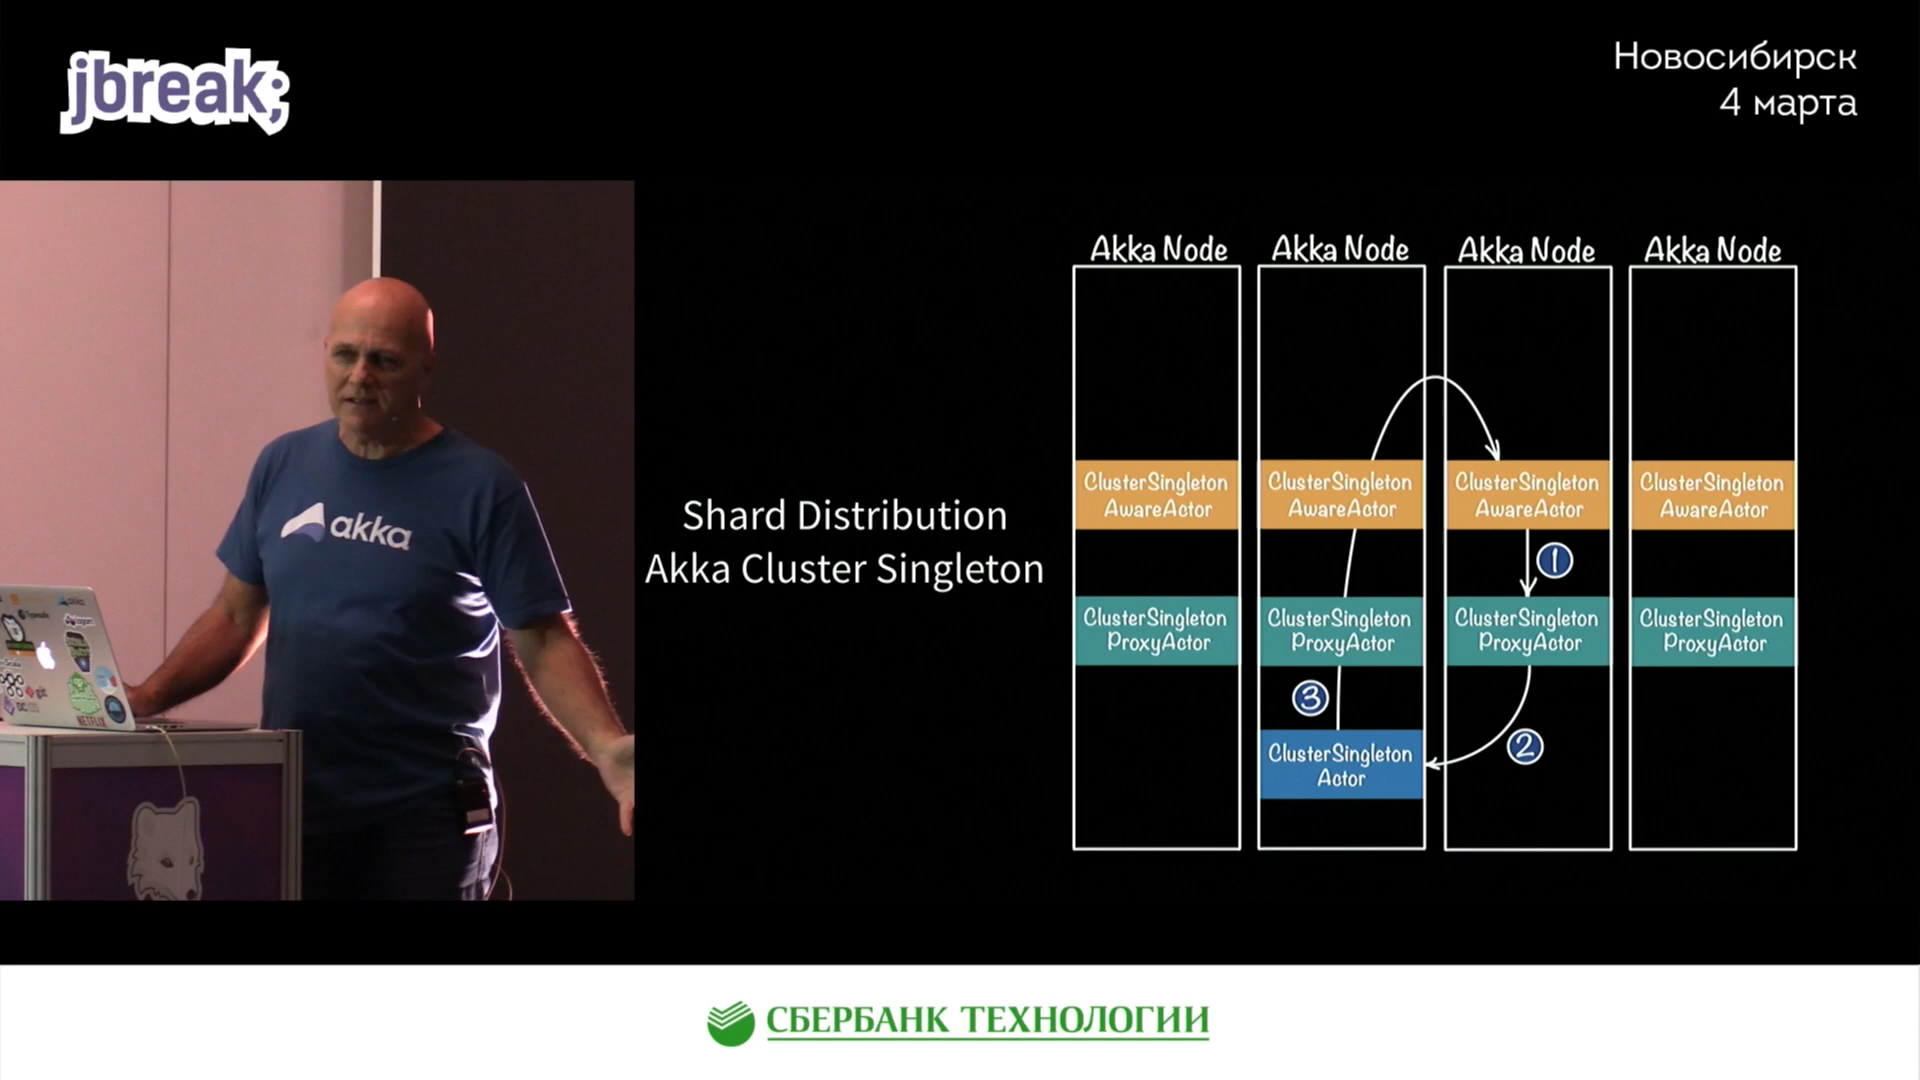 jbreak;
Новосибирск
4 марта
akka
NETFLIX
git
Shard Distribution
Akka Cluster Singleton
Akka Node
Akka Node
Akka Node
Akka Node
ClusterSingleton
AwareActor
ClusterSingleton
AwareActor
ClusterSingleton
AwareActor
ClusterSingleton
AwareActor
1
ClusterSingleton
ProxyActor
ClusterSingleton
ProxyActor
ClusterSingleton
ProxyActor
ClusterSingleton
ProxyActor
3
2
ClusterSingleton
Actor
СБЕРБАНК ТЕХНОЛОГИИ